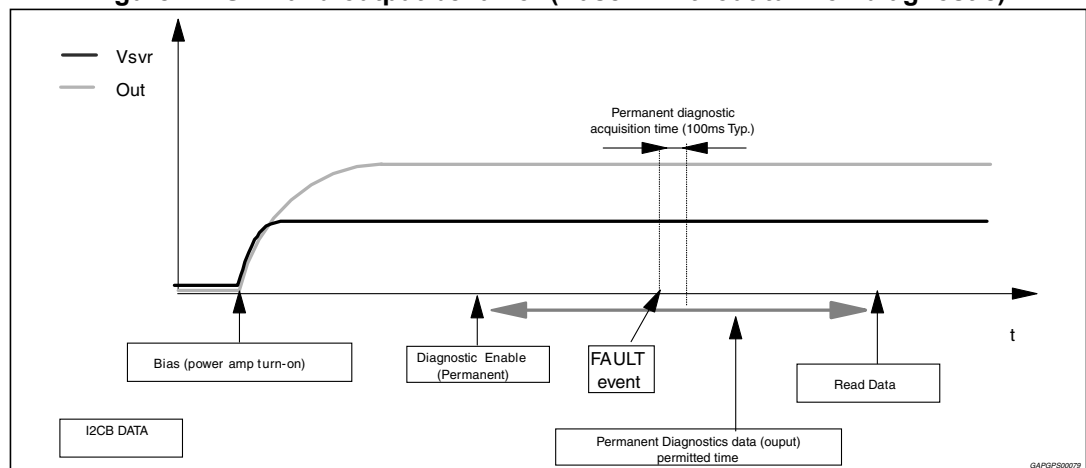 Vsvr
Out
Permanent diagnostic
acquisition time (100ms Typ.)
t
Bias (power amp turn-on)
Diagnostic Enable
(Permanent)
FAULT
event
Read Data
I2CB DATA
Permanent Diagnostics data (ouput)
permitted time
GAPGPS00079